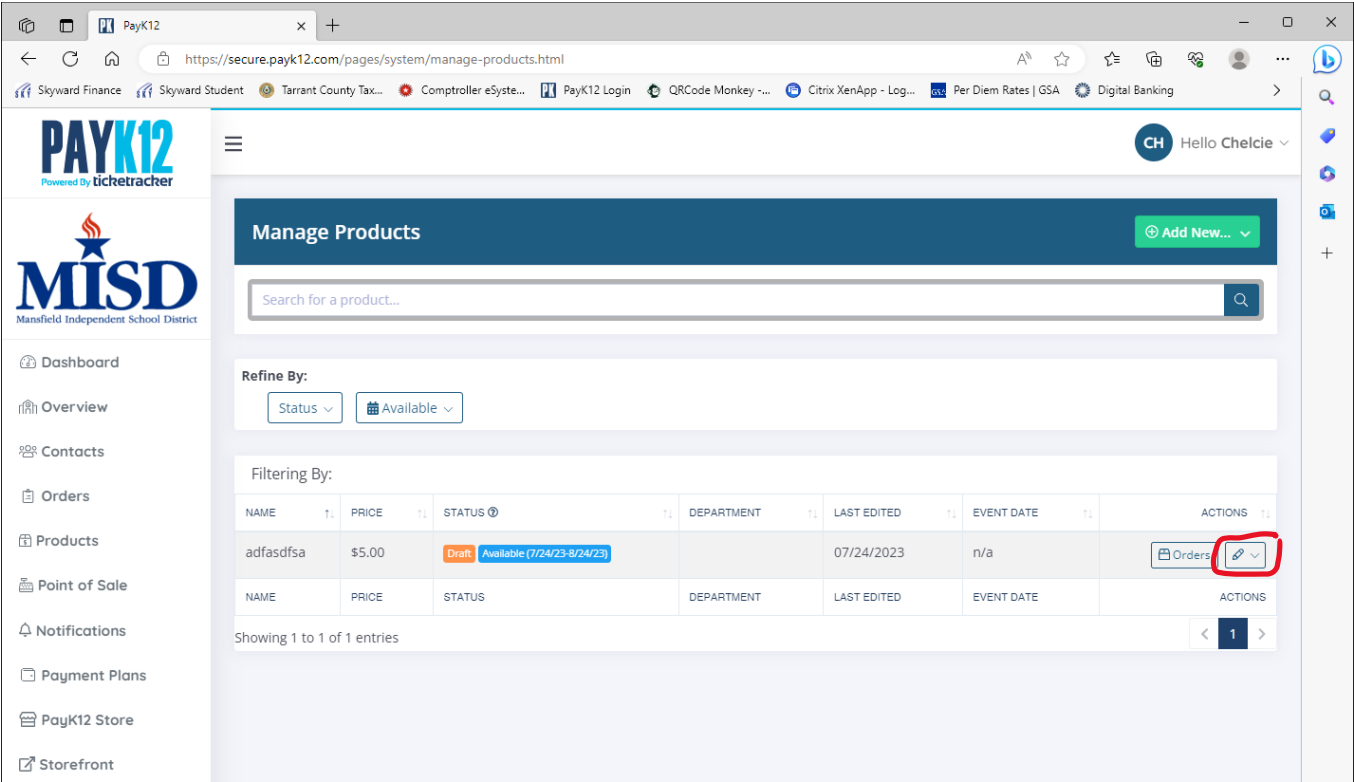 PayK12
https://secure.payk12.com/pages/system/manage-products.html
Skyward Finance Skyward Student Tarrant County Tax... Comptroller eSyste... PayK12 Login QRCode Monkey -... Citrix XenApp - Log... Per Diem Rates | GSA Digital Banking
PAYK12
Powered By ticketracker
CH Hello Chelcie
MISD
Mansfield Independent School District
Dashboard
Overview
Contacts
Orders
Products
Point of Sale
Notifications
Payment Plans
PayK12 Store
Storefront
Manage Products
Add New...
Search for a product...
Refine By:
Status Available
Filtering By:
NAME PRICE STATUS DEPARTMENT LAST EDITED EVENT DATE ACTIONS
adfasdfsa $5.00 Draft Available (7/24/23-8/24/23) 07/24/2023 n/a Orders
NAME PRICE STATUS DEPARTMENT LAST EDITED EVENT DATE ACTIONS
Showing 1 to 1 of 1 entries
1